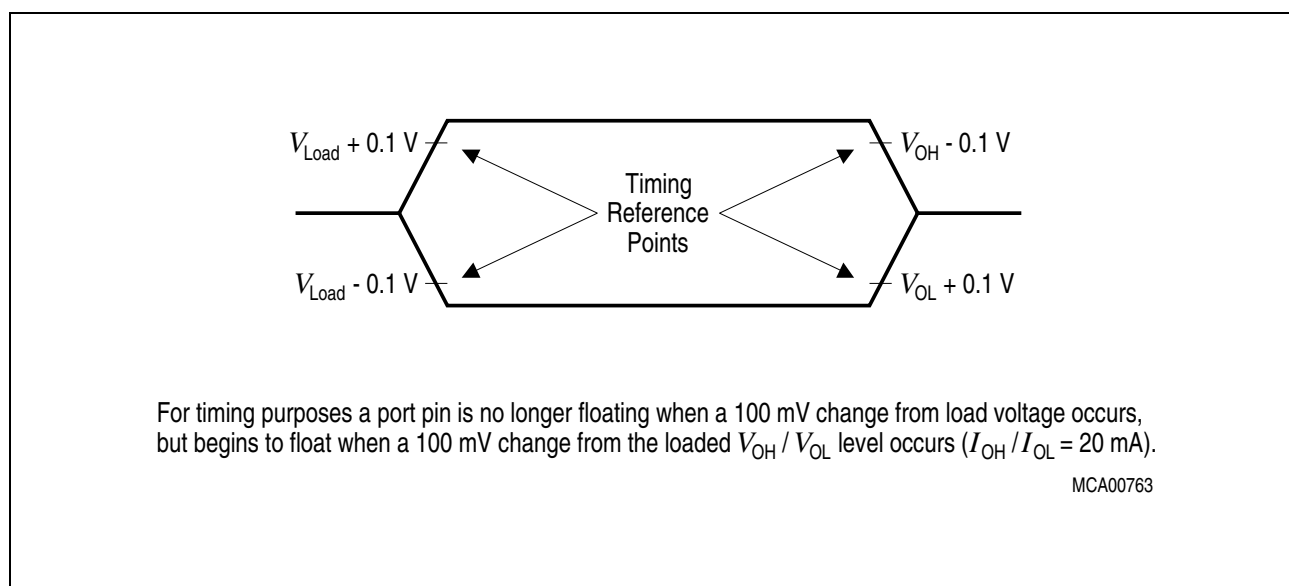 V_Load + 0.1 V
V_OH - 0.1 V
Timing
Reference
Points
V_Load - 0.1 V
V_OL + 0.1 V
For timing purposes a port pin is no longer floating when a 100 mV change from load voltage occurs,
but begins to float when a 100 mV change from the loaded V_OH / V_OL level occurs (I_OH / I_OL = 20 mA).
MCA00763